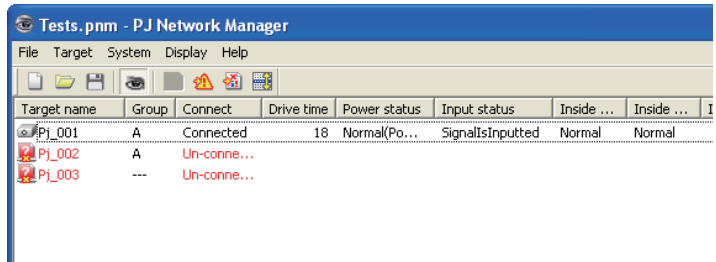 Tests.pnm - PJ Network Manager
File Target System Display Help
Target name Group Connect Drive time Power status Input status Inside ... Inside ... I
Pj_001 A Connected 18 Normal(Po... SignalIsInputted Normal Normal
Pj_002 A Un-conne...
Pj_003 --- Un-conne...